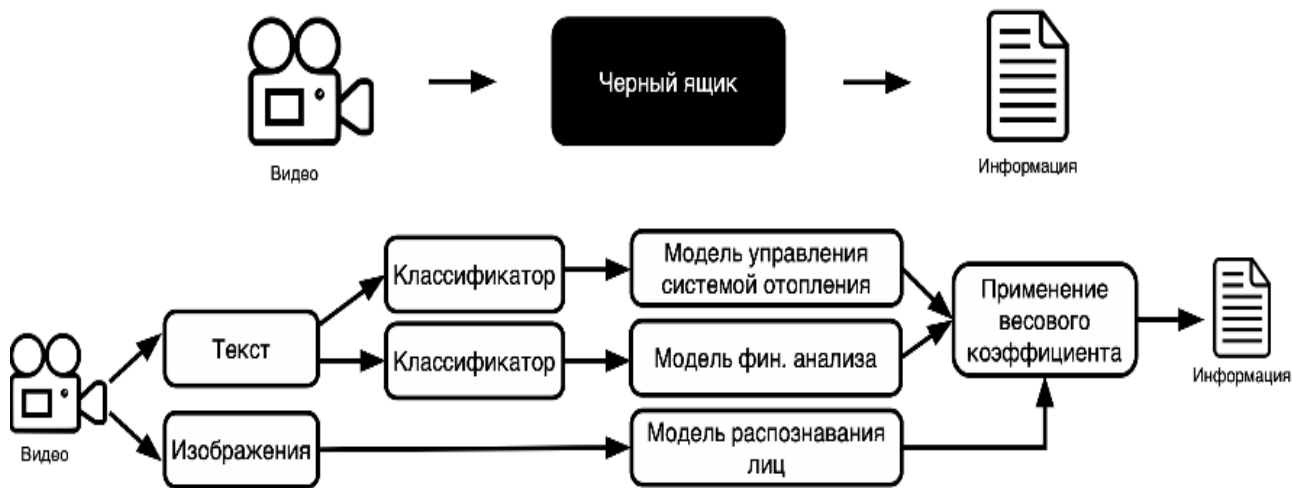 Черный ящик
Видео
Информация
Классификатор
Модель управления
системой отопления
Применение
весового
коэффициента
Текст
Классификатор
Модель фин. анализа
Информация
Видео
Изображения
Модель распознавания
лиц